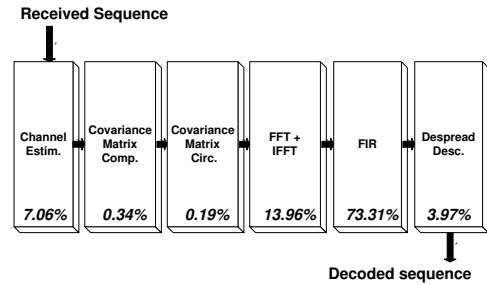 Received Sequence
Channel
Estim.
7.06%
Covariance
Matrix
Comp.
0.34%
Covariance
Matrix
Circ.
0.19%
FFT +
IFFT
13.96%
FIR
73.31%
Despread
Desc.
3.97%
Decoded sequence